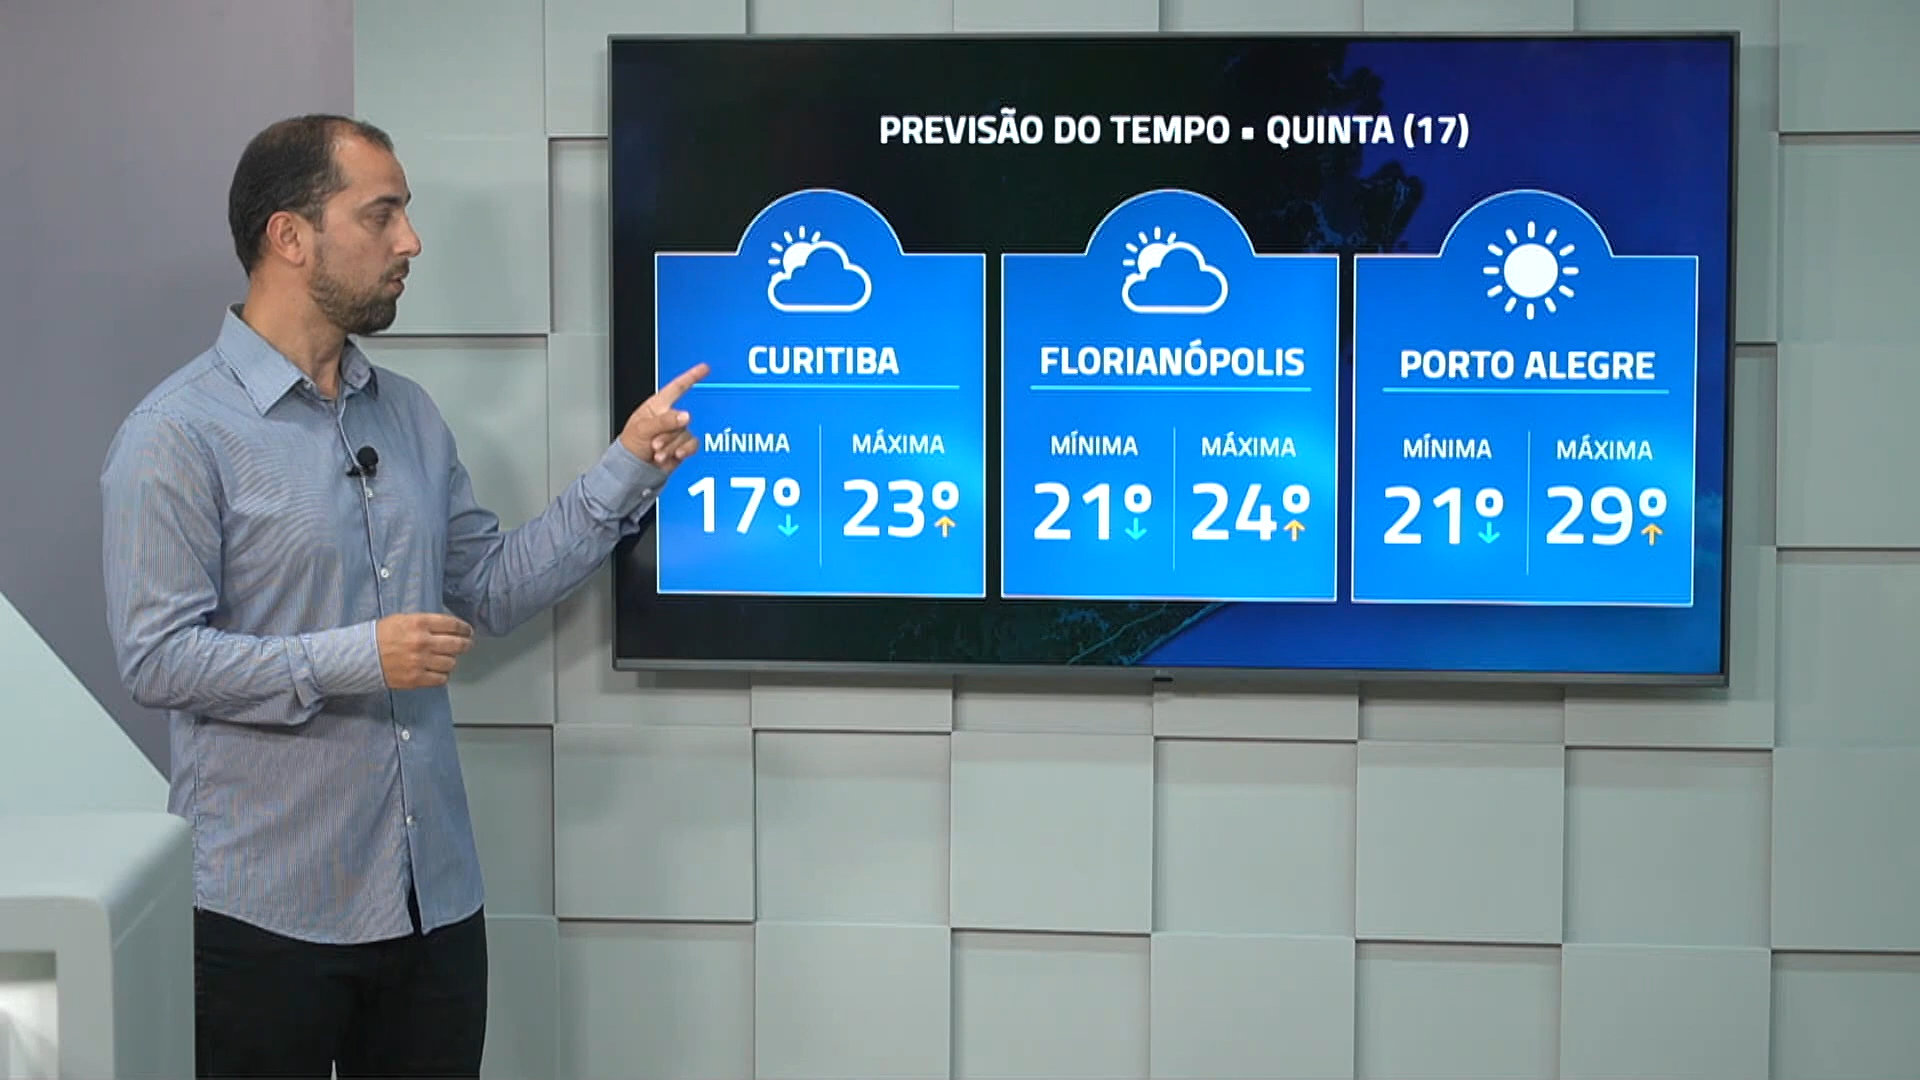 PREVISÃO DO TEMPO ▪ QUINTA (17)
CURITIBA
MÍNIMA MÁXIMA
17º 23º
FLORIANÓPOLIS
MÍNIMA MÁXIMA
21º 24º
PORTO ALEGRE
MÍNIMA MÁXIMA
21º 29º